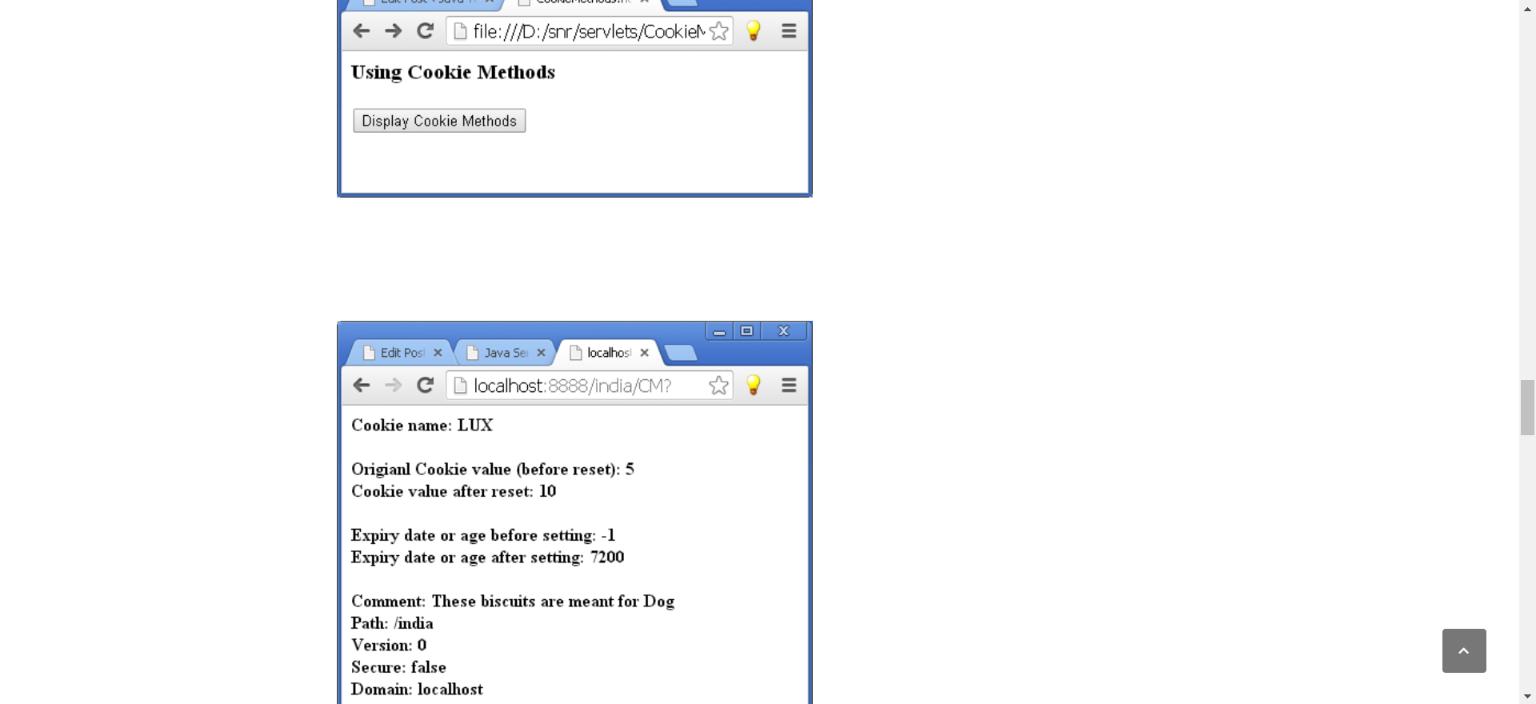 file:///D:/snr/servlets/Cookie
Using Cookie Methods
Display Cookie Methods
Edit Pos
Java Se
localhos
localhost:8888/india/CM?
Cookie name: LUX
Origianl Cookie value (before reset): 5
Cookie value after reset: 10
Expiry date or age before setting: -1
Expiry date or age after setting: 7200
Comment: These biscuits are meant for Dog
Path: /india
Version: 0
Secure: false
Domain: localhost